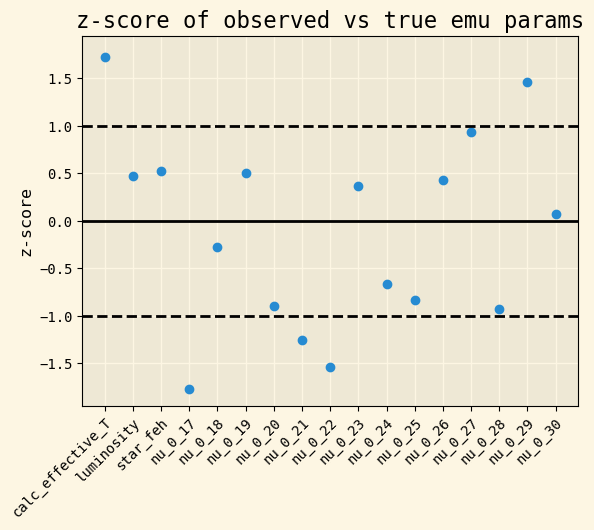 z-score of observed vs true emu params
z-score
1.5
1.0
0.5
0.0
−0.5
−1.0
−1.5
calc_effective_T
luminosity
star_feh
nu_0_17
nu_0_18
nu_0_19
nu_0_20
nu_0_21
nu_0_22
nu_0_23
nu_0_24
nu_0_25
nu_0_26
nu_0_27
nu_0_28
nu_0_29
nu_0_30